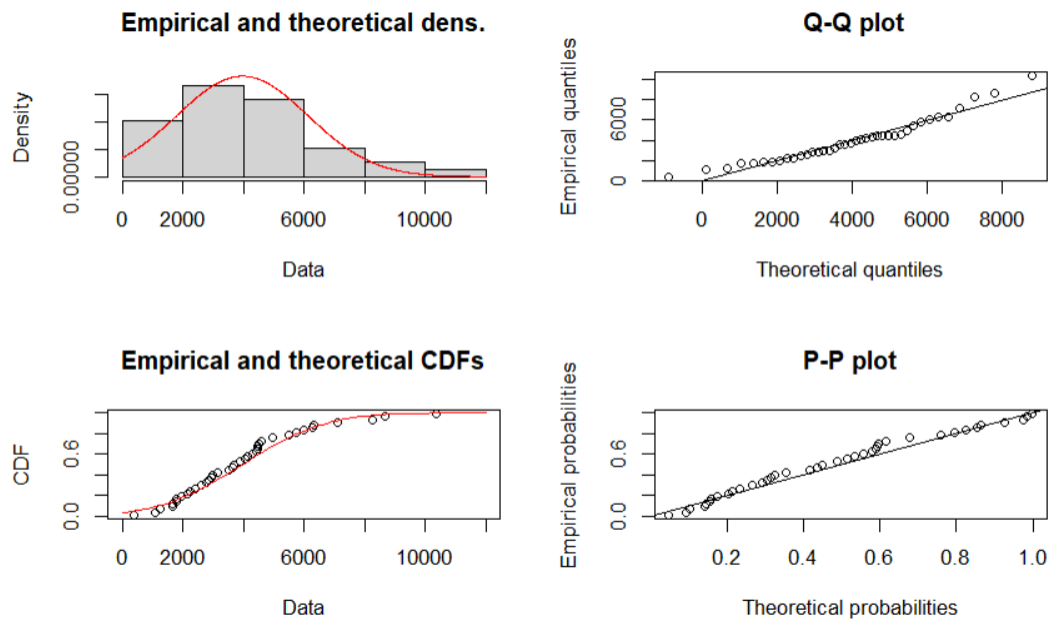 Empirical and theoretical dens.
Density
0.00000
0 2000 6000 10000
Data
Q-Q plot
Empirical quantiles
0 6000
0 2000 4000 6000 8000
Theoretical quantiles
Empirical and theoretical CDFs
CDF
0.0 0.6
0 2000 6000 10000
Data
P-P plot
Empirical probabilities
0.0 0.6
0.2 0.4 0.6 0.8 1.0
Theoretical probabilities